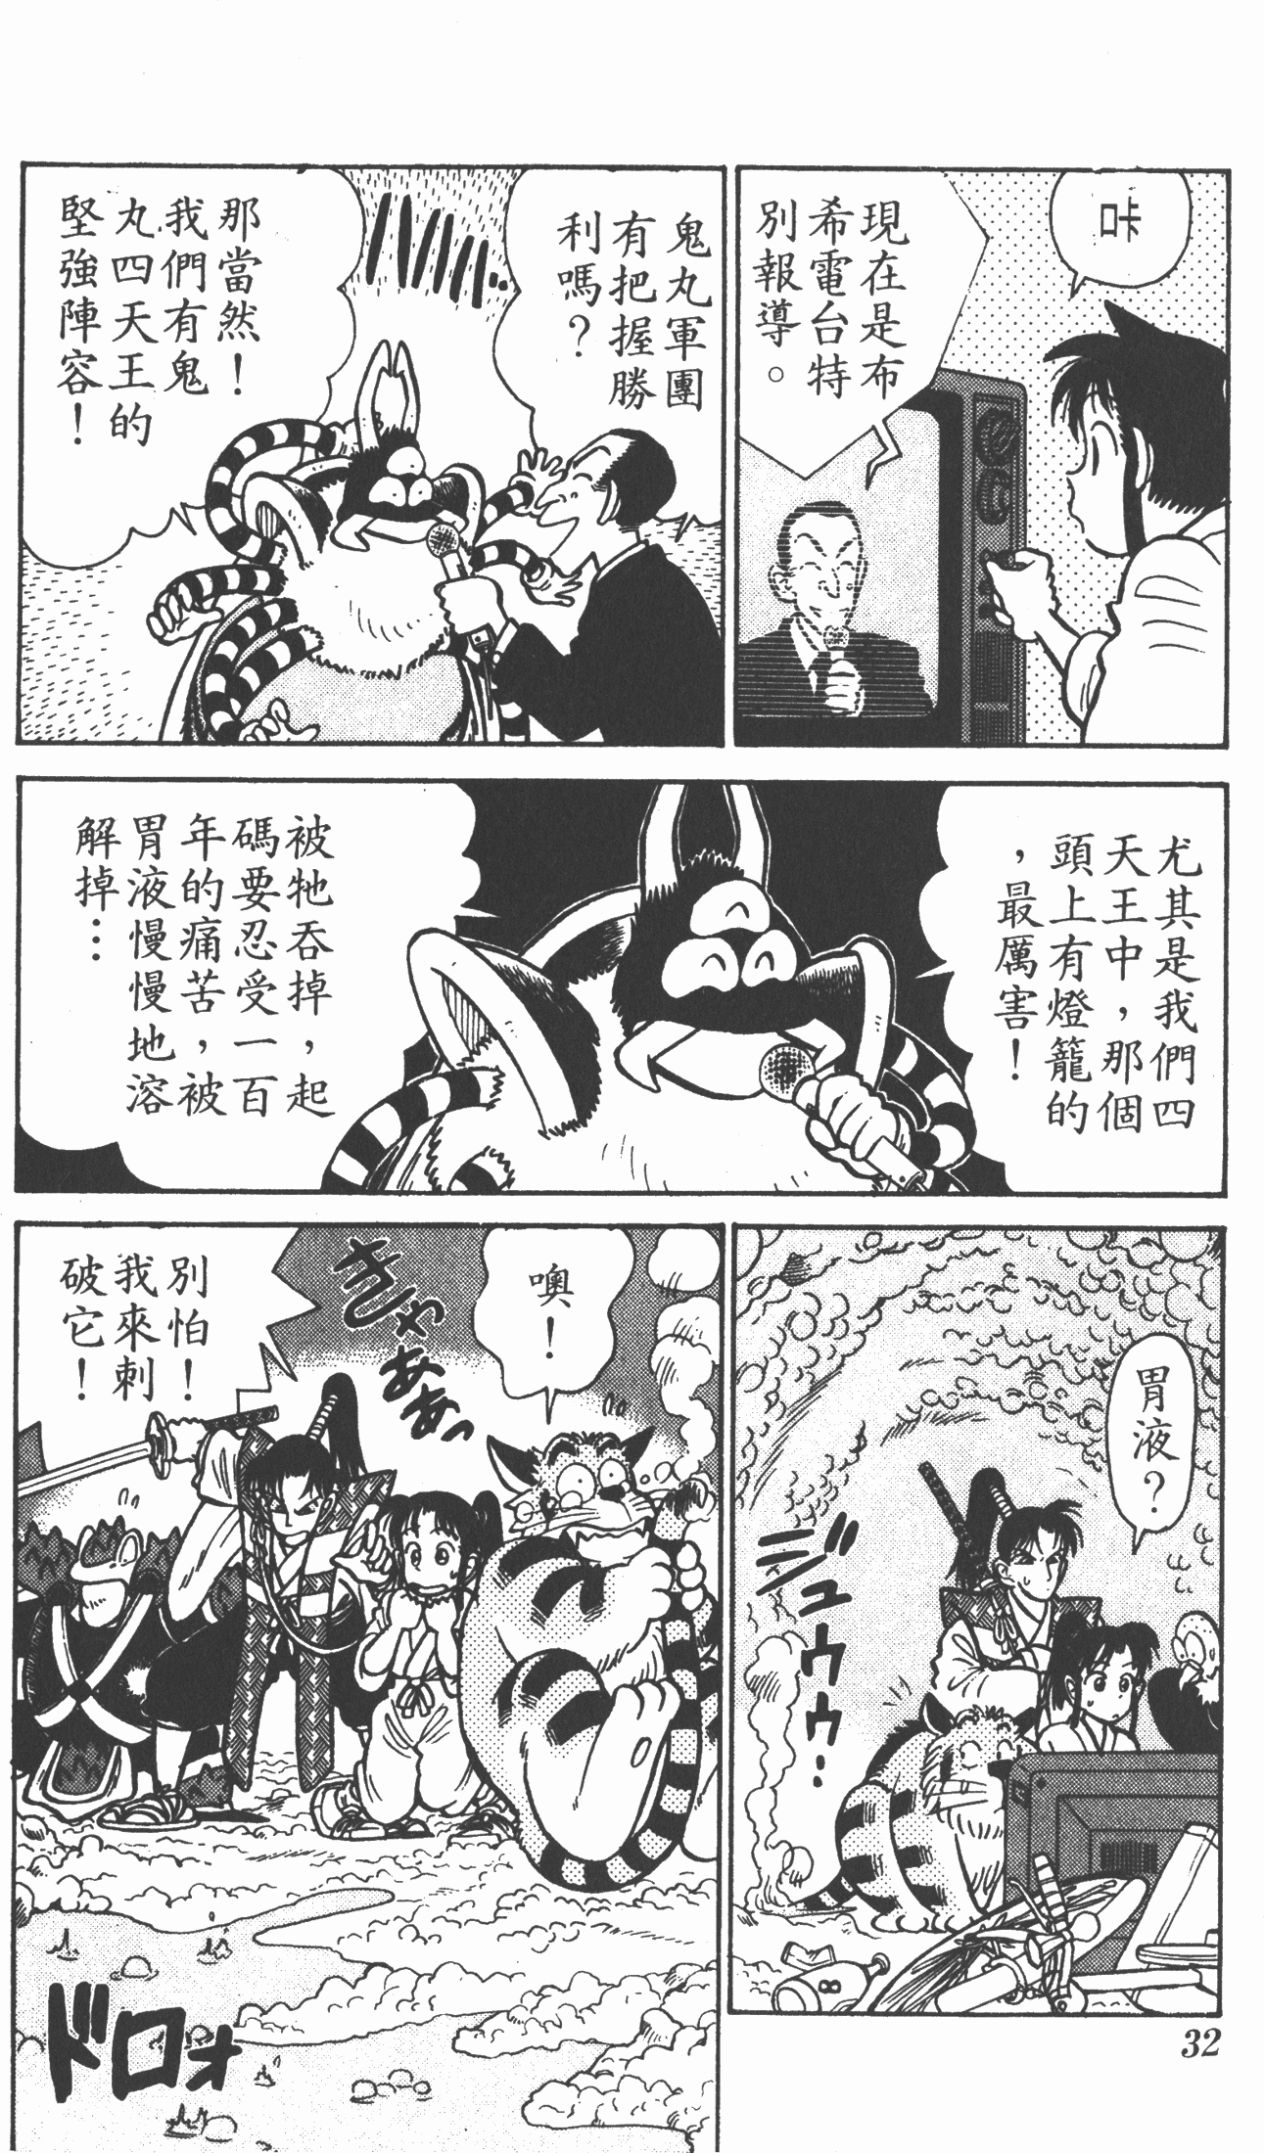 咔
現在是布
希電台特
別報導。
鬼丸軍團
有把握勝
利嗎？
那當然！
我們有鬼
丸四天王的
堅強陣容！
尤其是我們四
天王中，那個
頭上有燈籠的
，最厲害！
被牠吞掉，起
碼要忍受一百
年的痛苦，被
胃液慢慢地溶
解掉…
胃液？
ジュウウ…
噢！
きゃああっ
別怕！
我來刺
破它！
ドロォ
32